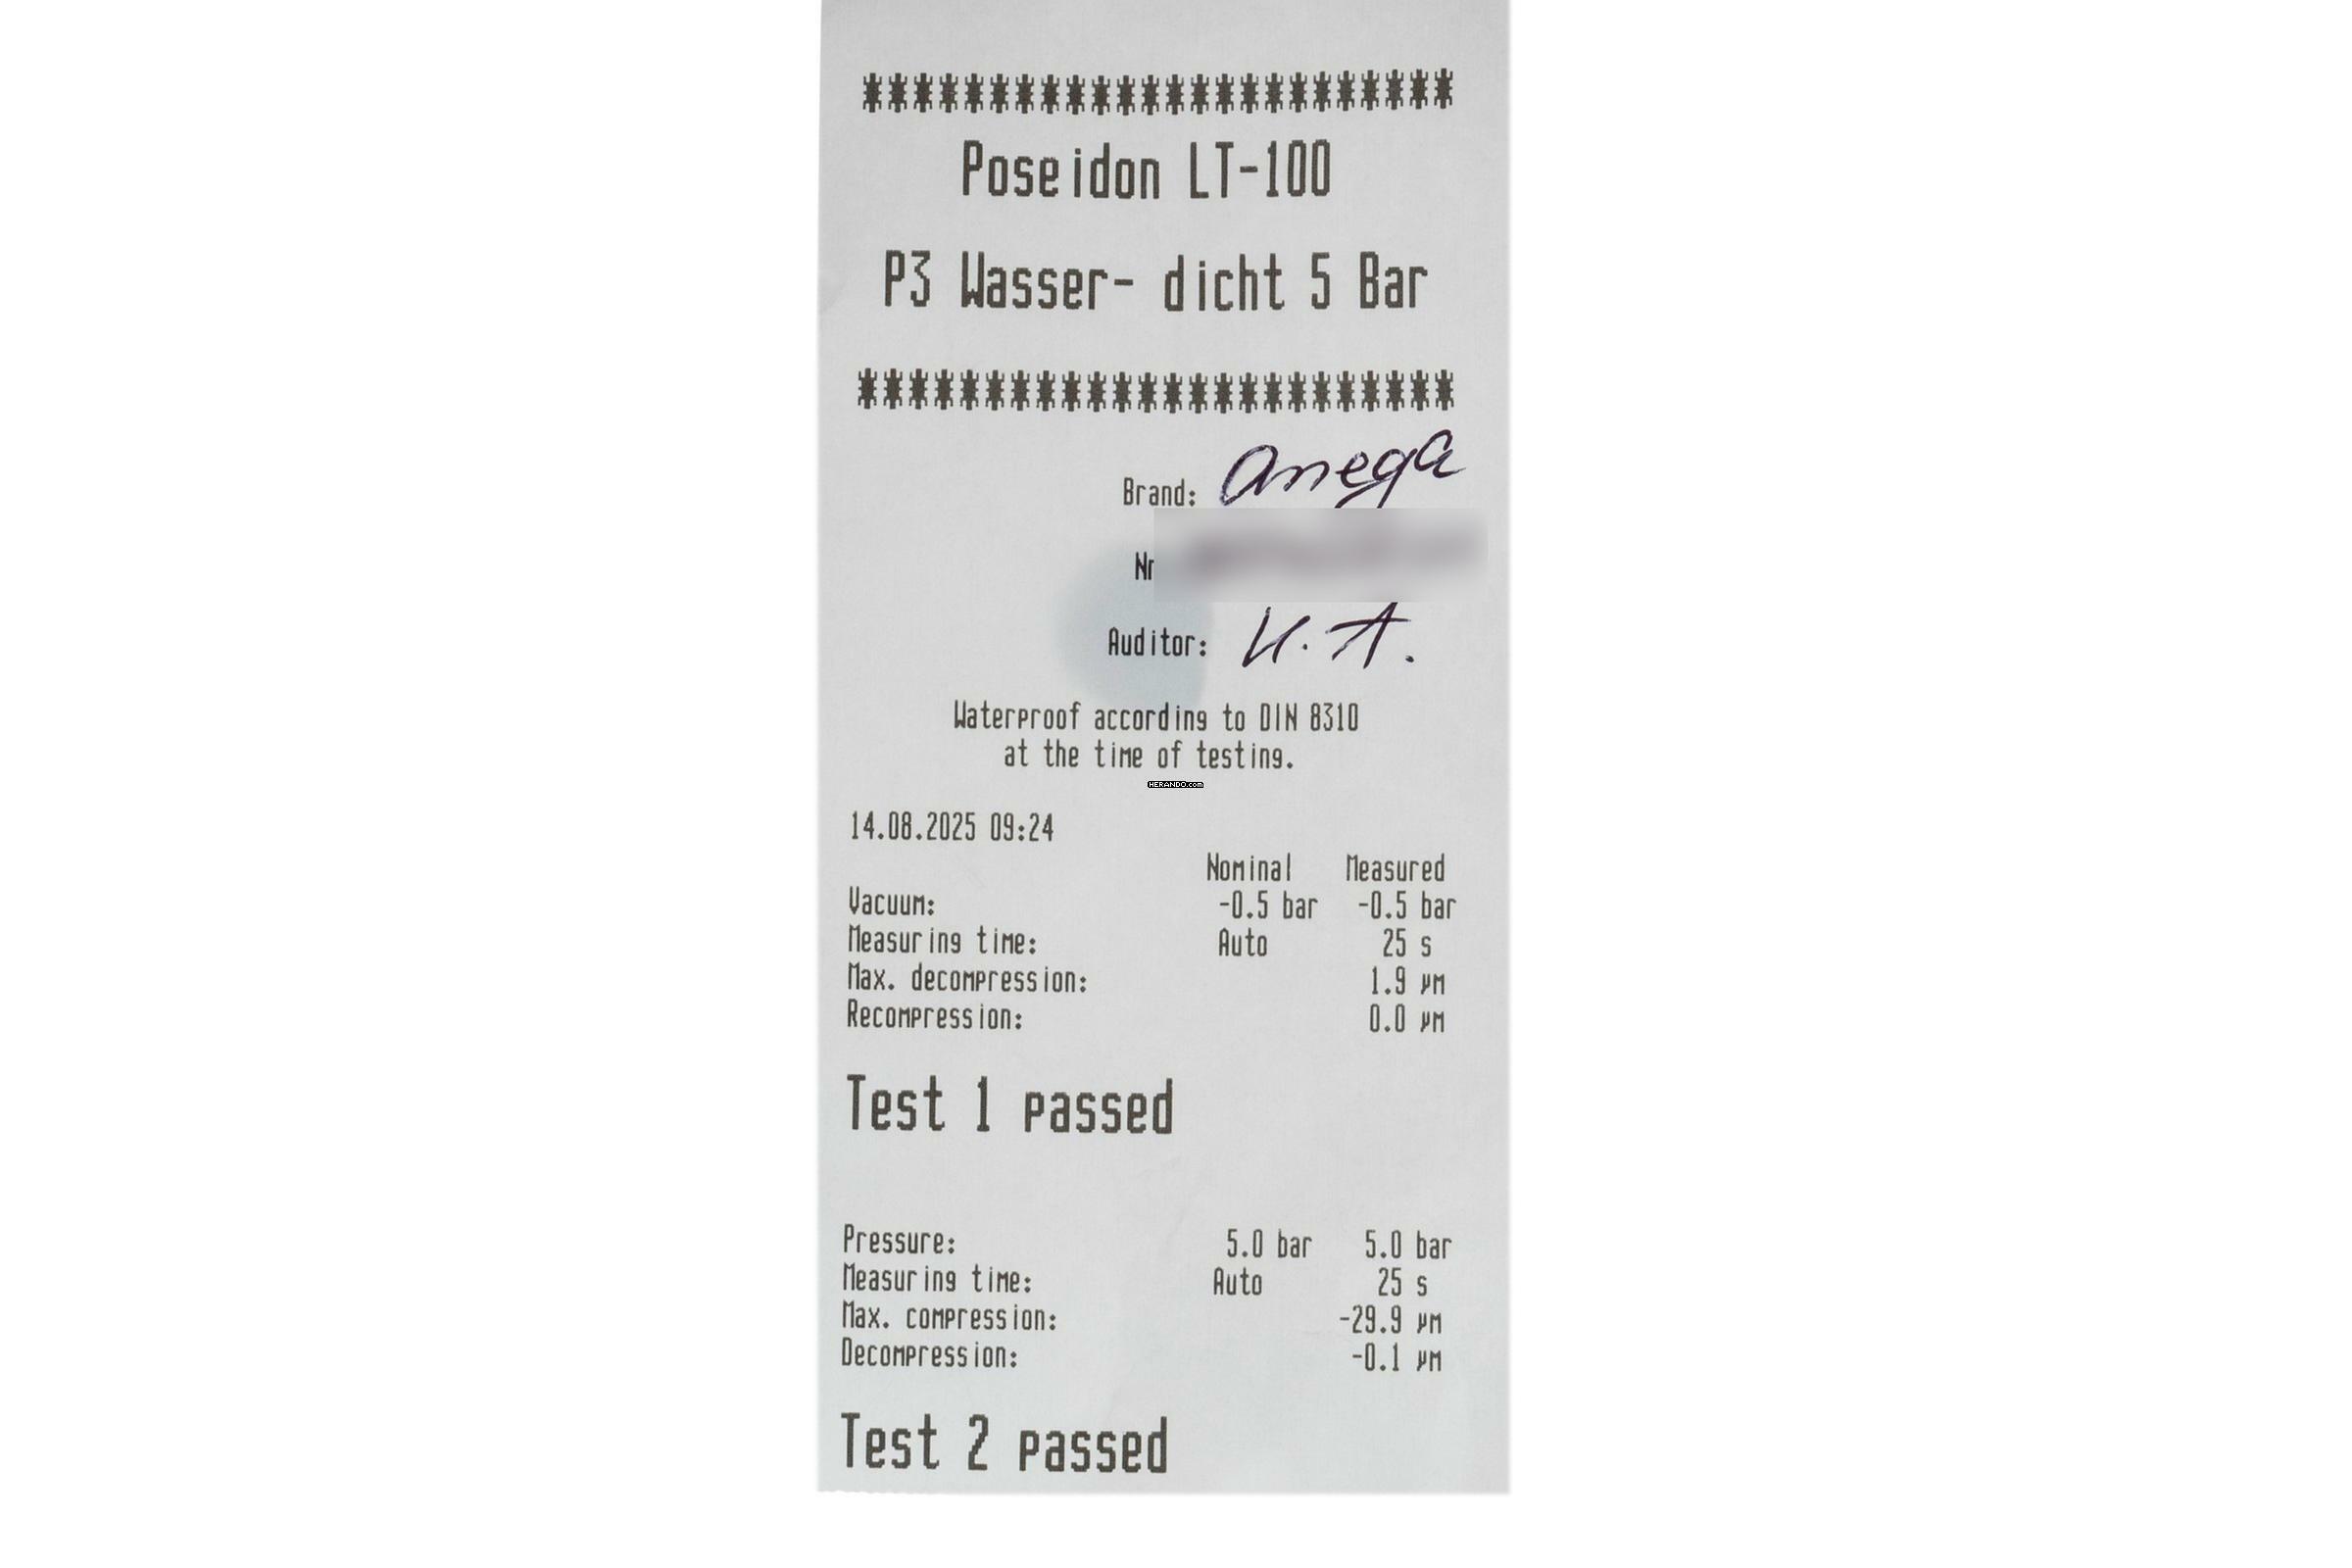 ************************
Poseidon LT-100
P3 Wasser- dicht 5 Bar
************************
Brand: Omega
Nr
Auditor: K. A.
Waterproof according to DIN 8310
at the time of testing.
HERANDO.com
14.08.2025 09:24
Nominal Measured
Vacuum: -0.5 bar -0.5 bar
Measuring time: Auto 25 s
Max. decompression: 1.9 µm
Recompression: 0.0 µm
Test 1 passed
Pressure: 5.0 bar 5.0 bar
Measuring time: Auto 25 s
Max. compression: -29.9 µm
Decompression: -0.1 µm
Test 2 passed